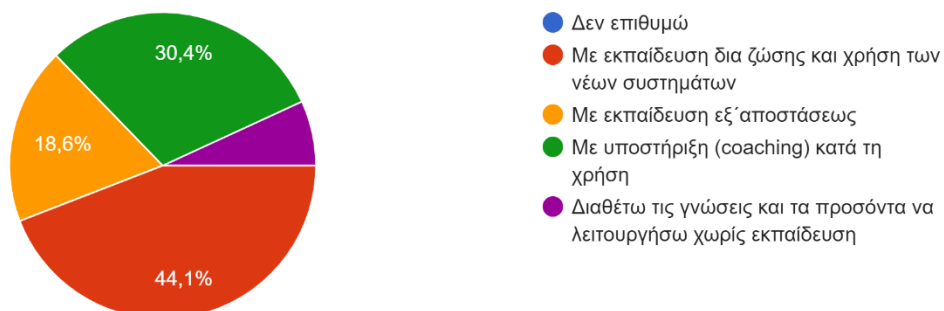 30,4%
18,6%
44,1%
Δεν επιθυμώ
Με εκπαίδευση δια ζώσης και χρήση των
νέων συστημάτων
Με εκπαίδευση εξ΄αποστάσεως
Με υποστήριξη (coaching) κατά τη
χρήση
Διαθέτω τις γνώσεις και τα προσόντα να
λειτουργήσω χωρίς εκπαίδευση